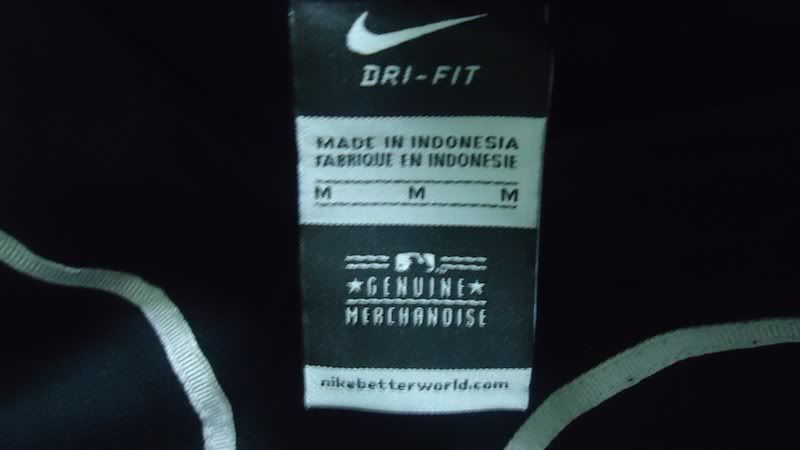 DRI-FIT
MADE IN INDONESIA
FABRIQUE EN INDONESIE
M M M
GENUINE
MERCHANDISE
nikebetterworld.com